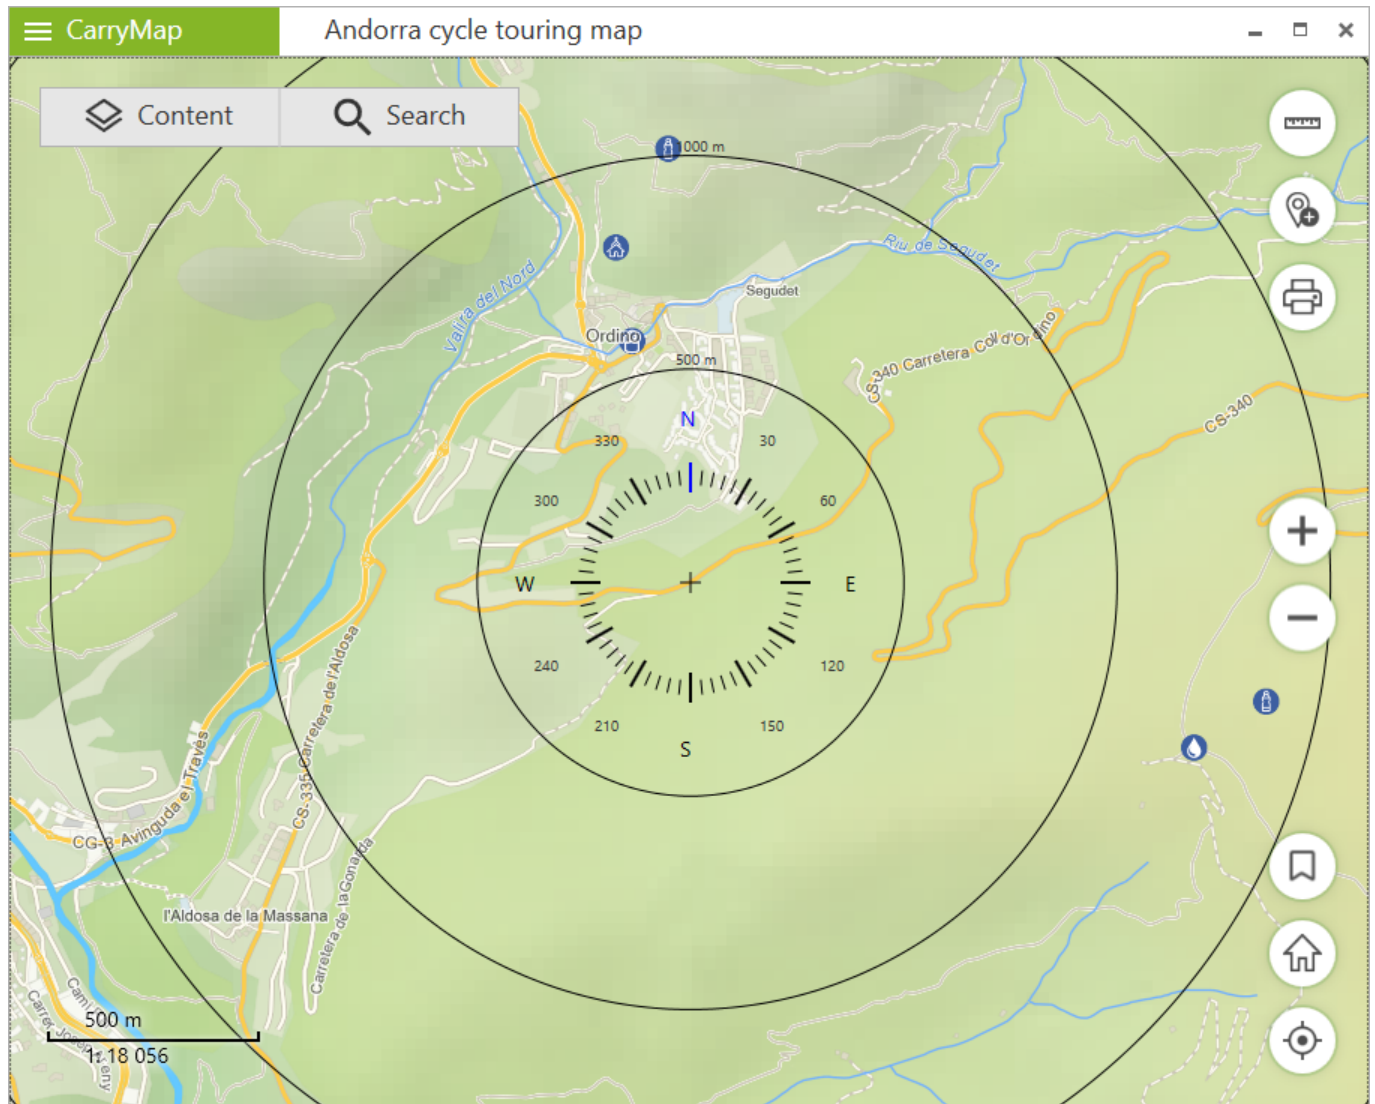 CarryMap
Andorra cycle touring map
Content
Search
1000 m
Riu de Segudet
Valira del Nord
Segudet
Ordino
500 m
CS-340 Carretera Coll d'Ordino
CS-340
N
330
30
300
60
W
E
240
120
210
150
S
CS-335 Carretera de l'Aldosa
CG-3 Avinguda el Través
Carretera de la Gonarda
l'Aldosa de la Massana
Camí
500 m
1: 18 056